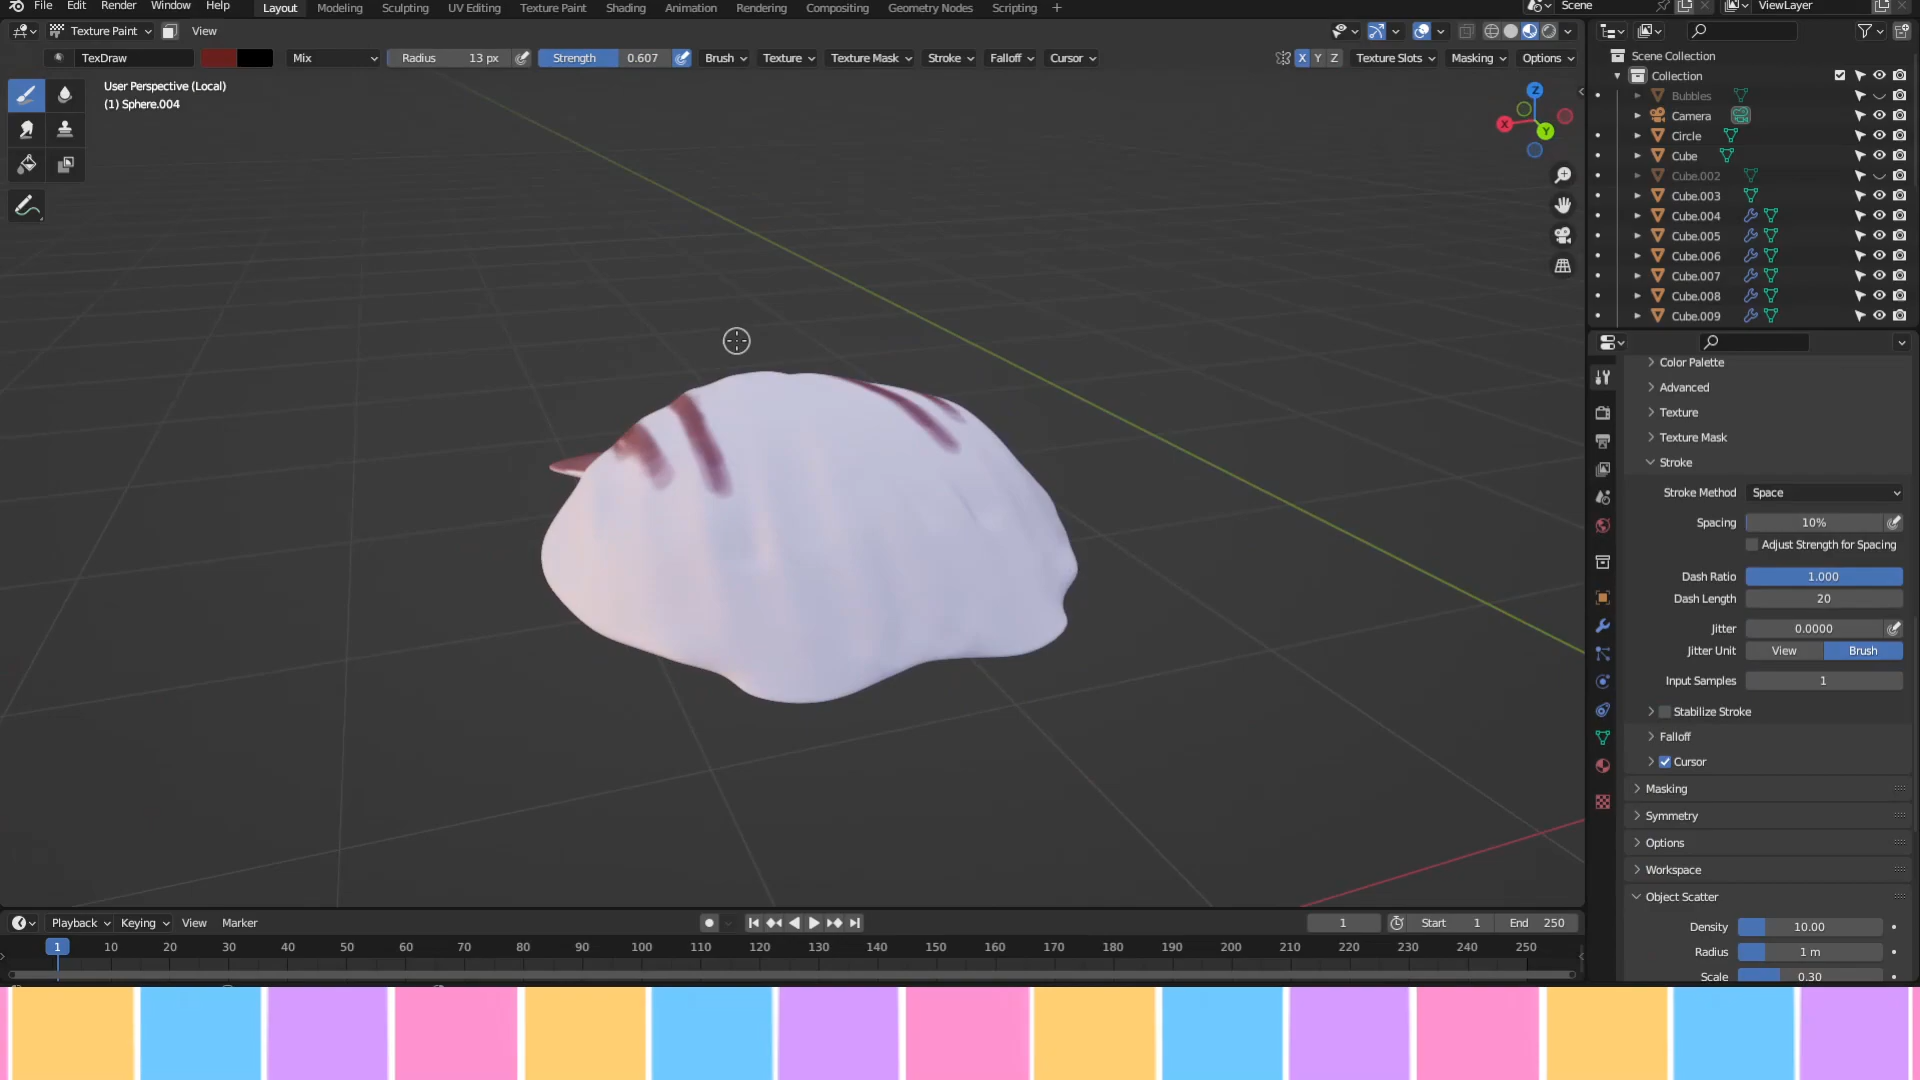 File Edit Render Window Help Layout Modeling Sculpting UV Editing Texture Paint Shading Animation Rendering Compositing Geometry Nodes Scripting + Scene ViewLayer
Texture Paint View
TexDraw Mix Radius 13 px Strength 0.607 Brush Texture Texture Mask Stroke Falloff Cursor X Y Z Texture Slots Masking Options
User Perspective (Local)
(1) Sphere.004
Z
X
Y
Scene Collection
Collection
Bubbles
Camera
Circle
Cube
Cube.002
Cube.003
Cube.004
Cube.005
Cube.006
Cube.007
Cube.008
Cube.009
Color Palette
Advanced
Texture
Texture Mask
Stroke
Stroke Method Space
Spacing 10%
Adjust Strength for Spacing
Dash Ratio 1.000
Dash Length 20
Jitter 0.0000
Jitter Unit View Brush
Input Samples 1
Stabilize Stroke
Falloff
Cursor
Masking
Symmetry
Options
Workspace
Object Scatter
Density 10.00
Radius 1 m
Scale 0.30
Playback Keying View Marker 1 Start 1 End 250
1 10 20 30 40 50 60 70 80 90 100 110 120 130 140 150 160 170 180 190 200 210 220 230 240 250